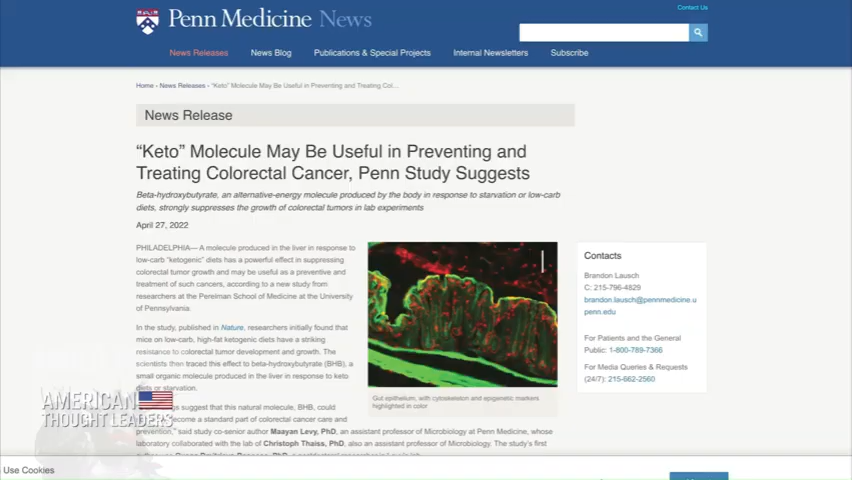 Contact Us
Penn Medicine News
News Releases News Blog Publications & Special Projects Internal Newsletters Subscribe
Home › News Releases › “Keto” Molecule May Be Useful in Preventing and Treating Col...
News Release
“Keto” Molecule May Be Useful in Preventing and
Treating Colorectal Cancer, Penn Study Suggests
Beta-hydroxybutyrate, an alternative-energy molecule produced by the body in response to starvation or low-carb
diets, strongly suppresses the growth of colorectal tumors in lab experiments
April 27, 2022
PHILADELPHIA— A molecule produced in the liver in response to
low-carb “ketogenic” diets has a powerful effect in suppressing
colorectal tumor growth and may be useful as a preventive and
treatment of such cancers, according to a new study from
researchers at the Perelman School of Medicine at the University
of Pennsylvania
In the study, published in Nature, researchers initially found that
mice on low-carb, high-fat ketogenic diets have a striking
resistance to colorectal tumor development and growth. The
scientists then traced this effect to beta-hydroxybutyrate (BHB), a
small organic molecule produced in the liver in response to keto
diets or starvation.
suggest that this natural molecule, BHB, could
become a standard part of colorectal cancer care and
prevention,” said study co-senior author Maayan Levy, PhD, an assistant professor of Microbiology at Penn Medicine, whose
laboratory collaborated with the lab of Christoph Thaiss, PhD, also an assistant professor of Microbiology. The study's first
Gut epithelium, with cytoskeleton and epigenetic markers
highlighted in color
Contacts
Brandon Lausch
C: 215-796-4829
brandon.lausch@pennmedicine.u
penn.edu
For Patients and the General
Public: 1-800-789-7366
For Media Queries & Requests
(24/7): 215-662-2560
AMERICAN
THOUGHT LEADERS
Use Cookies